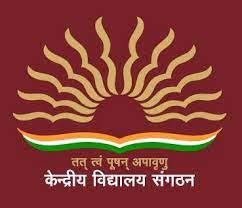 तत् त्वं पूषन् अपावृणु
केन्द्रीय विद्यालय संगठन